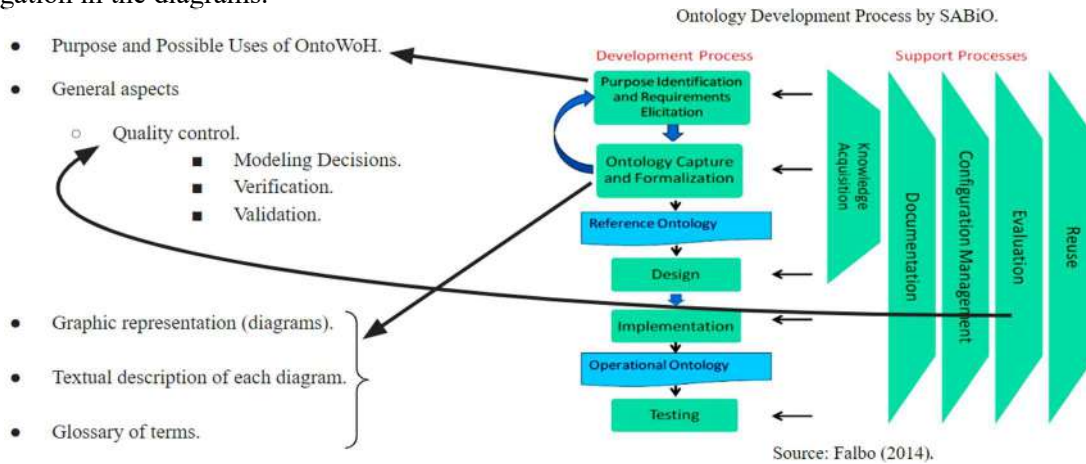 gation in the diagrams.
Ontology Development Process by SABiO.
● Purpose and Possible Uses of OntoWoH.
● General aspects
○ Quality control.
■ Modeling Decisions.
■ Verification.
■ Validation.
● Graphic representation (diagrams).
● Textual description of each diagram.
● Glossary of terms.
Development Process
Support Processes
Purpose Identification
and Requirements
Elicitation
Ontology Capture
and Formalization
Reference Ontology
Design
Implementation
Operational Ontology
Testing
Knowledge
Acquisition
Documentation
Configuration Management
Evaluation
Reuse
Source: Falbo (2014).